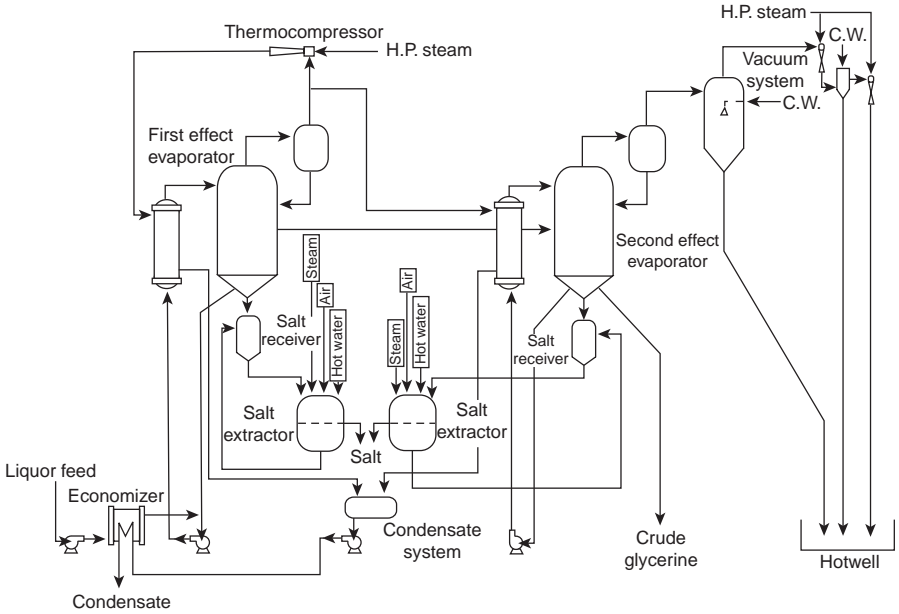 H.P. steam
C.W.
Thermocompressor
H.P. steam
Vacuum
system
C.W.
First effect
evaporator
Second effect
evaporator
Steam
Air
Hot water
Salt
receiver
Steam
Air
Hot water
Salt
receiver
Salt
extractor
Salt
extractor
Salt
Liquor feed
Economizer
Condensate
system
Crude
glycerine
Hotwell
Condensate